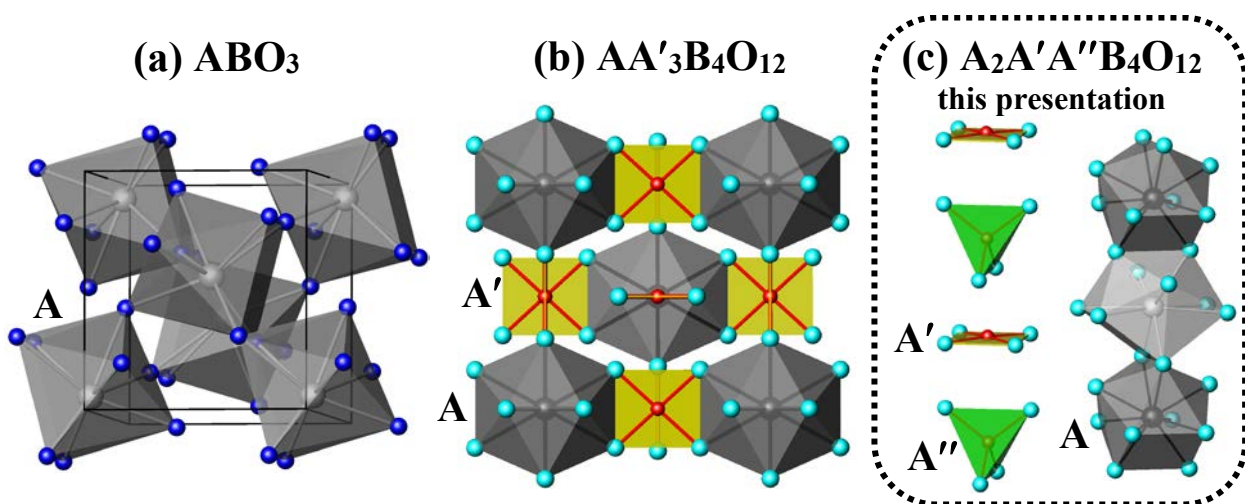 (a) ABO₃
(b) AA′₃B₄O₁₂
(c) A₂A′A″B₄O₁₂
this presentation
A
A′
A
A′
A″
A